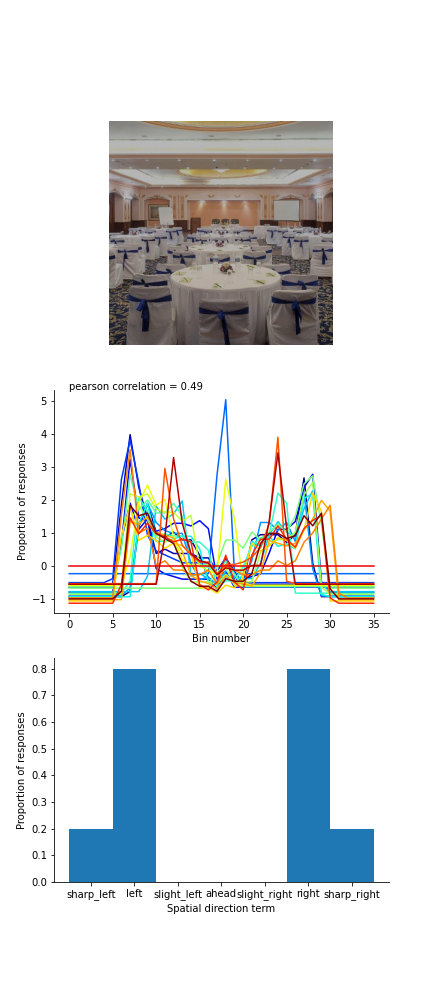 pearson correlation = 0.49
Proportion of responses
5
4
3
2
1
0
−1
0 5 10 15 20 25 30 35
Bin number
Proportion of responses
0.8
0.7
0.6
0.5
0.4
0.3
0.2
0.1
0.0
sharp_left left slight_left ahead slight_right right sharp_right
Spatial direction term